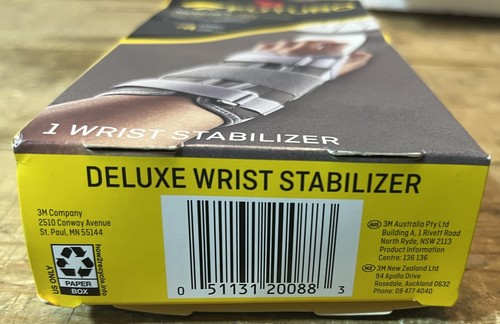 1 WRIST STABILIZER
DELUXE WRIST STABILIZER
3M Company
2510 Conway Avenue
St. Paul, MN 55144
US ONLY
PAPER
BOX
how2recycle.info
0 51131 20088 3
AUS 3M Australia Pty Ltd
Building A, 1 Rivett Road
North Ryde, NSW 2113
Product Information
Centre: 136 136
NZ 3M New Zealand Ltd
94 Apollo Drive
Rosedale, Auckland 0632
Phone: 09 477 4040